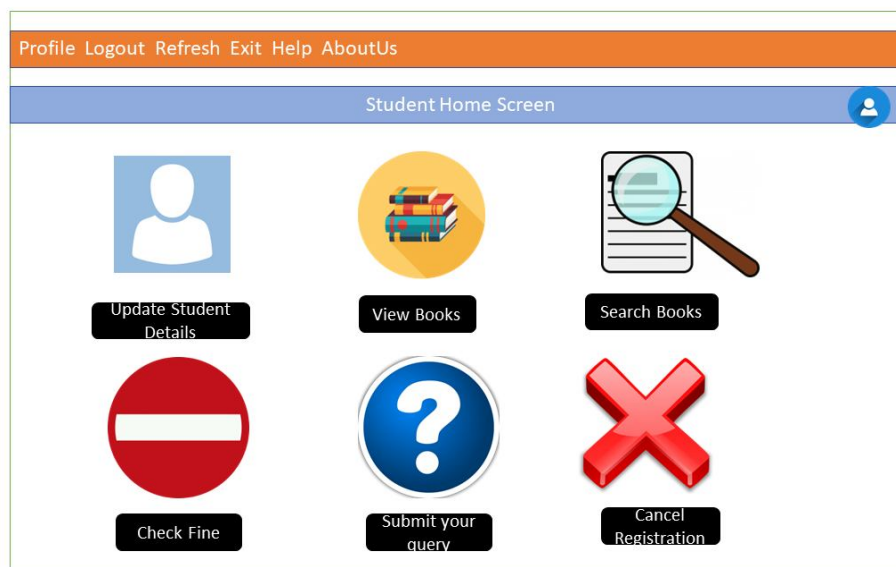 Profile Logout Refresh Exit Help AboutUs
Student Home Screen
Update Student
Details
View Books
Search Books
Check Fine
Submit your
query
Cancel
Registration